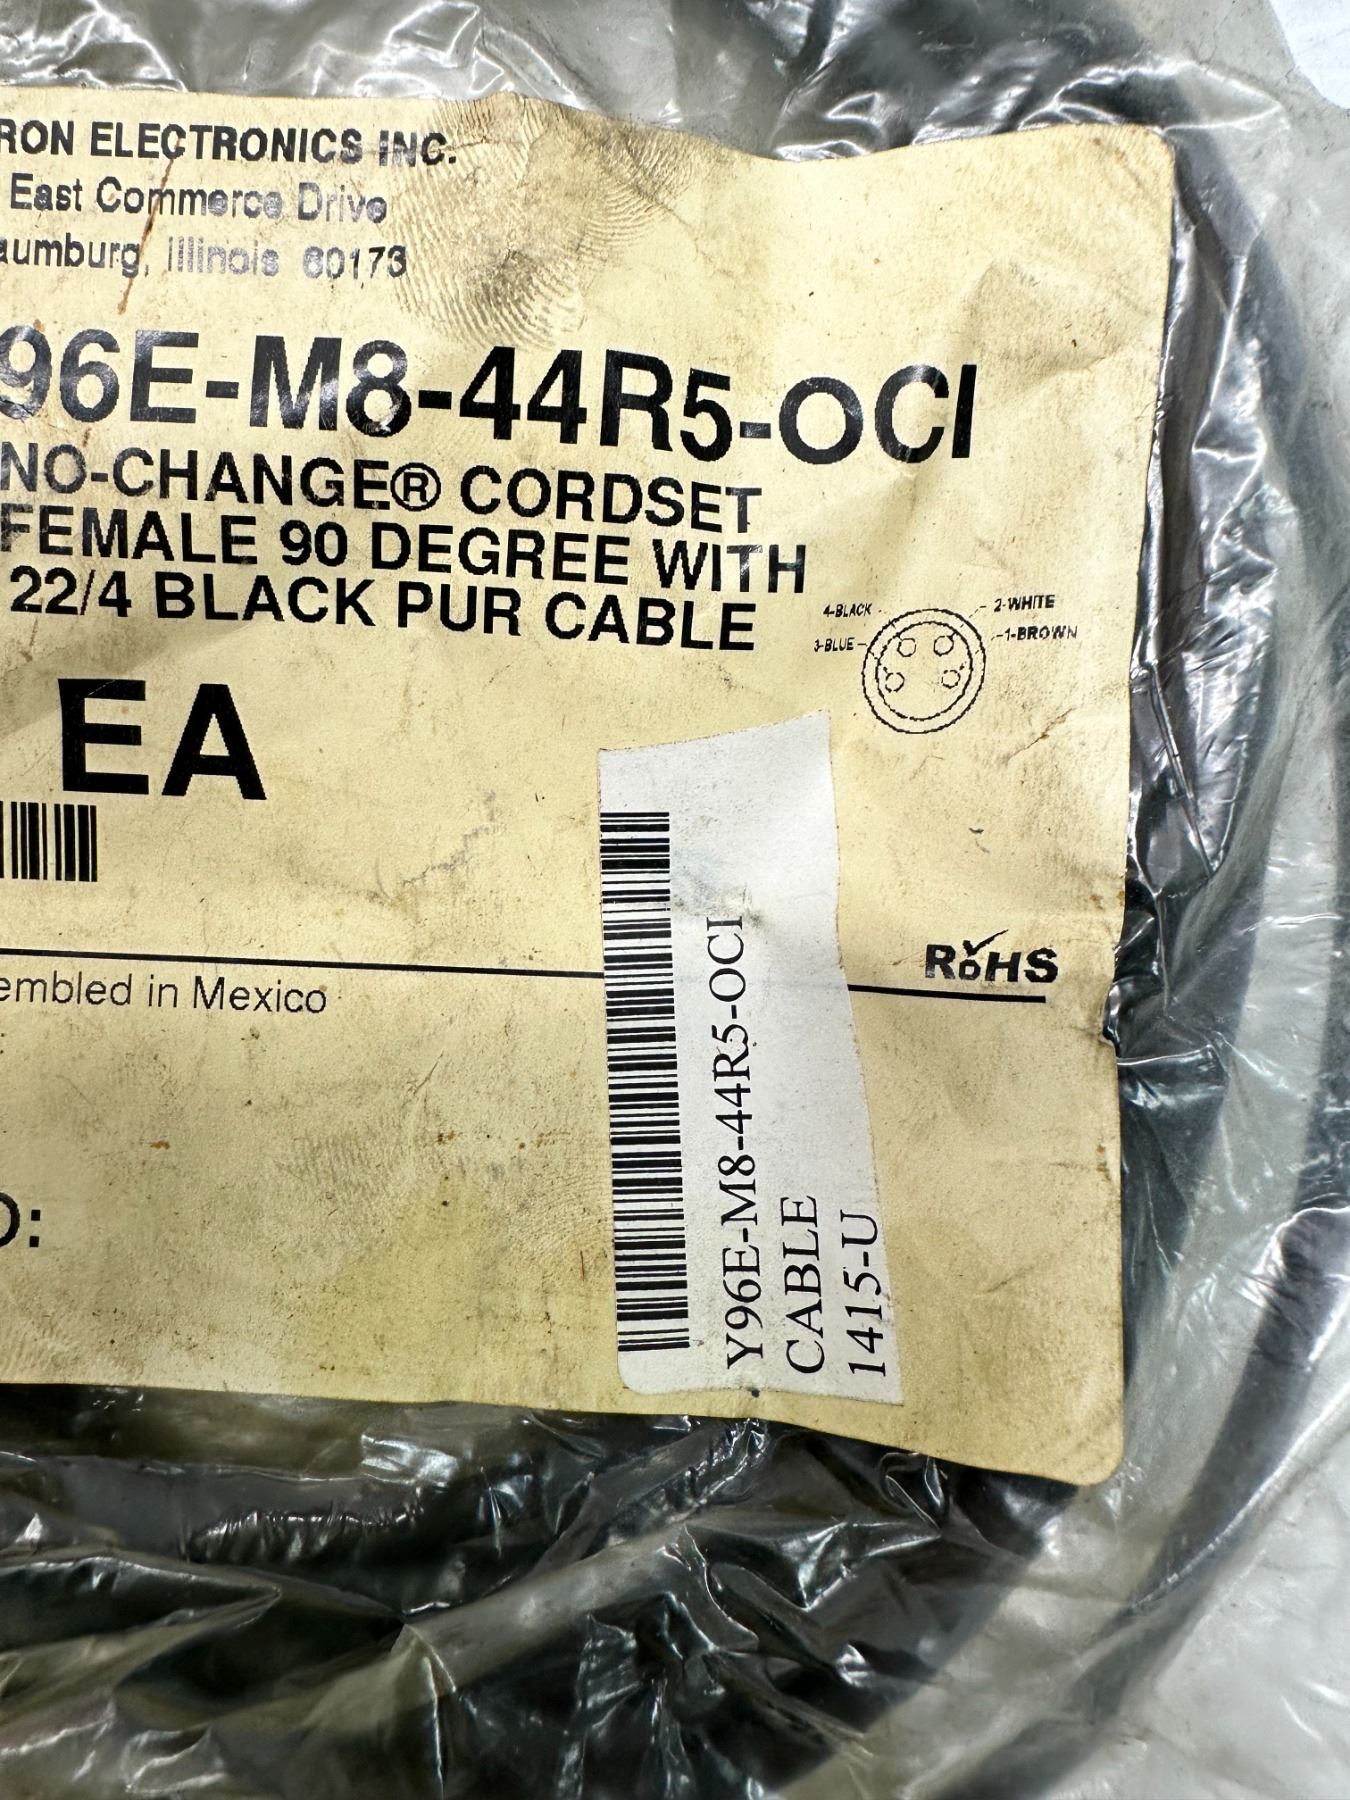 RON ELECTRONICS INC.
East Commerce Drive
aumburg, Illinois 60173
96E-M8-44R5-OCI
NO-CHANGE® CORDSET
FEMALE 90 DEGREE WITH
22/4 BLACK PUR CABLE
4-BLACK
2-WHITE
3-BLUE
1-BROWN
EA
RoHS
embled in Mexico
O:
Y96E-M8-44R5-OCI
CABLE
1415-U